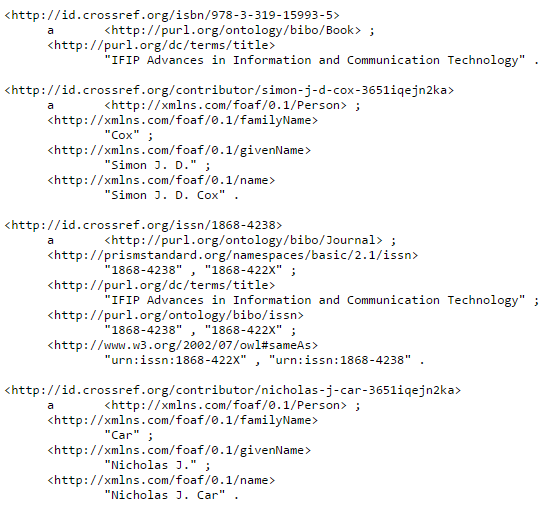 <http://id.crossref.org/isbn/978-3-319-15993-5>
a <http://purl.org/ontology/bibo/Book> ;
<http://purl.org/dc/terms/title>
"IFIP Advances in Information and Communication Technology" .
<http://id.crossref.org/contributor/simon-j-d-cox-3651iqejn2ka>
a <http://xmlns.com/foaf/0.1/Person> ;
<http://xmlns.com/foaf/0.1/familyName>
"Cox" ;
<http://xmlns.com/foaf/0.1/givenName>
"Simon J. D." ;
<http://xmlns.com/foaf/0.1/name>
"Simon J. D. Cox" .
<http://id.crossref.org/issn/1868-4238>
a <http://purl.org/ontology/bibo/Journal> ;
<http://prismstandard.org/namespaces/basic/2.1/issn>
"1868-4238" , "1868-422X" ;
<http://purl.org/dc/terms/title>
"IFIP Advances in Information and Communication Technology" ;
<http://purl.org/ontology/bibo/issn>
"1868-4238" , "1868-422X" ;
<http://www.w3.org/2002/07/owl#sameAs>
"urn:issn:1868-422X" , "urn:issn:1868-4238" .
<http://id.crossref.org/contributor/nicholas-j-car-3651iqejn2ka>
a <http://xmlns.com/foaf/0.1/Person> ;
<http://xmlns.com/foaf/0.1/familyName>
"Car" ;
<http://xmlns.com/foaf/0.1/givenName>
"Nicholas J." ;
<http://xmlns.com/foaf/0.1/name>
"Nicholas J. Car" .